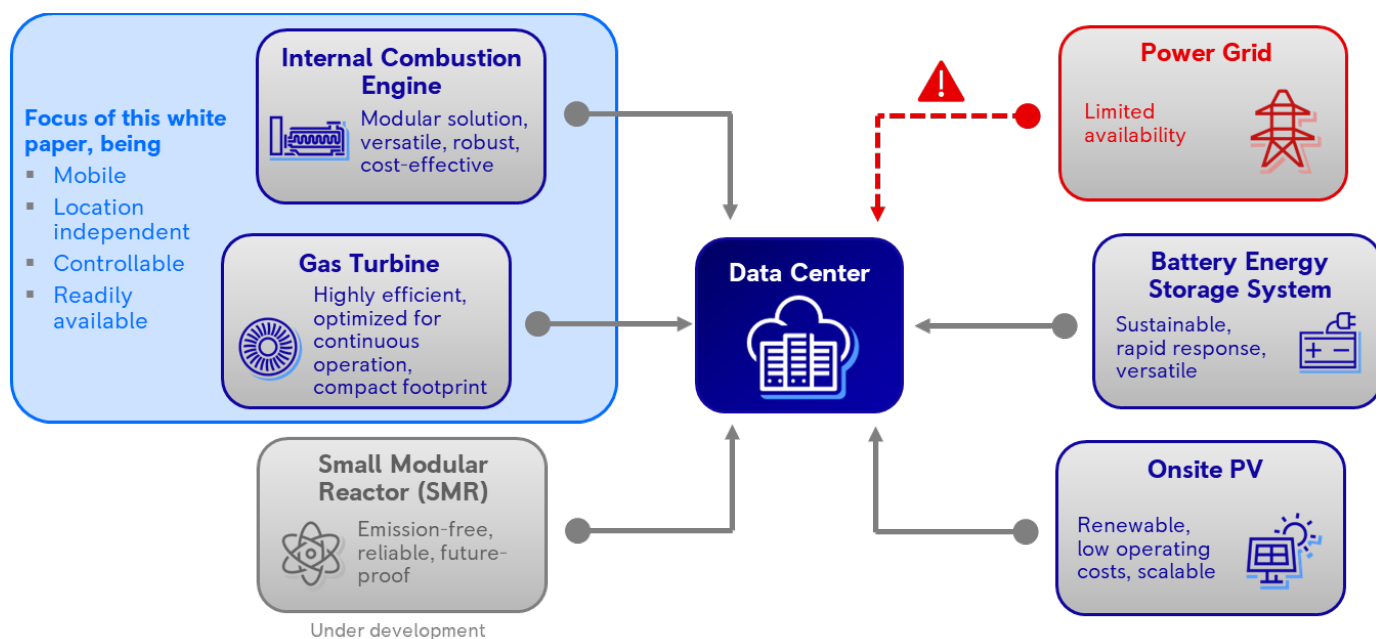 Focus of this white
paper, being
▪ Mobile
▪ Location
independent
▪ Controllable
▪ Readily
available
Internal Combustion
Engine
Modular solution,
versatile, robust,
cost-effective
Gas Turbine
Highly efficient,
optimized for
continuous
operation,
compact footprint
Small Modular
Reactor (SMR)
Emission-free,
reliable, future-
proof
Under development
Data Center
Power Grid
Limited
availability
Battery Energy
Storage System
Sustainable,
rapid response,
versatile
Onsite PV
Renewable,
low operating
costs, scalable